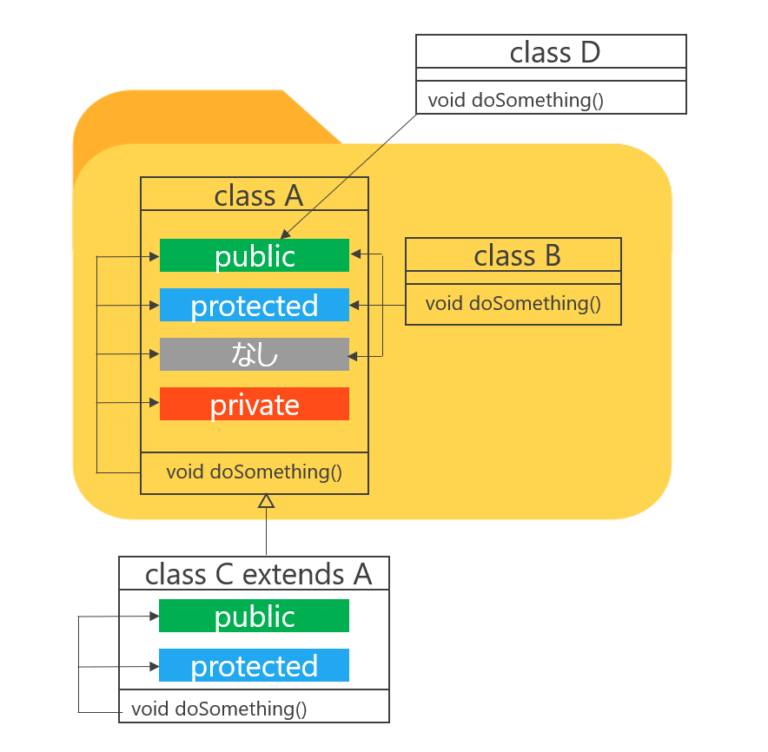 class D
void doSomething()
class A
public
protected
なし
private
void doSomething()
class B
void doSomething()
class C extends A
public
protected
void doSomething()